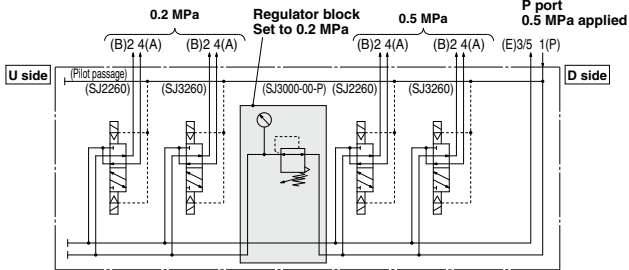 P port
0.5 MPa applied
0.2 MPa
Regulator block
Set to 0.2 MPa
0.5 MPa
(B)2 4(A)
(B)2 4(A)
(B)2 4(A)
(B)2 4(A)
(E)3/5 1(P)
U side
D side
(Pilot passage)
(SJ2260)
(SJ3260)
(SJ3000-00-P)
(SJ2260)
(SJ3260)